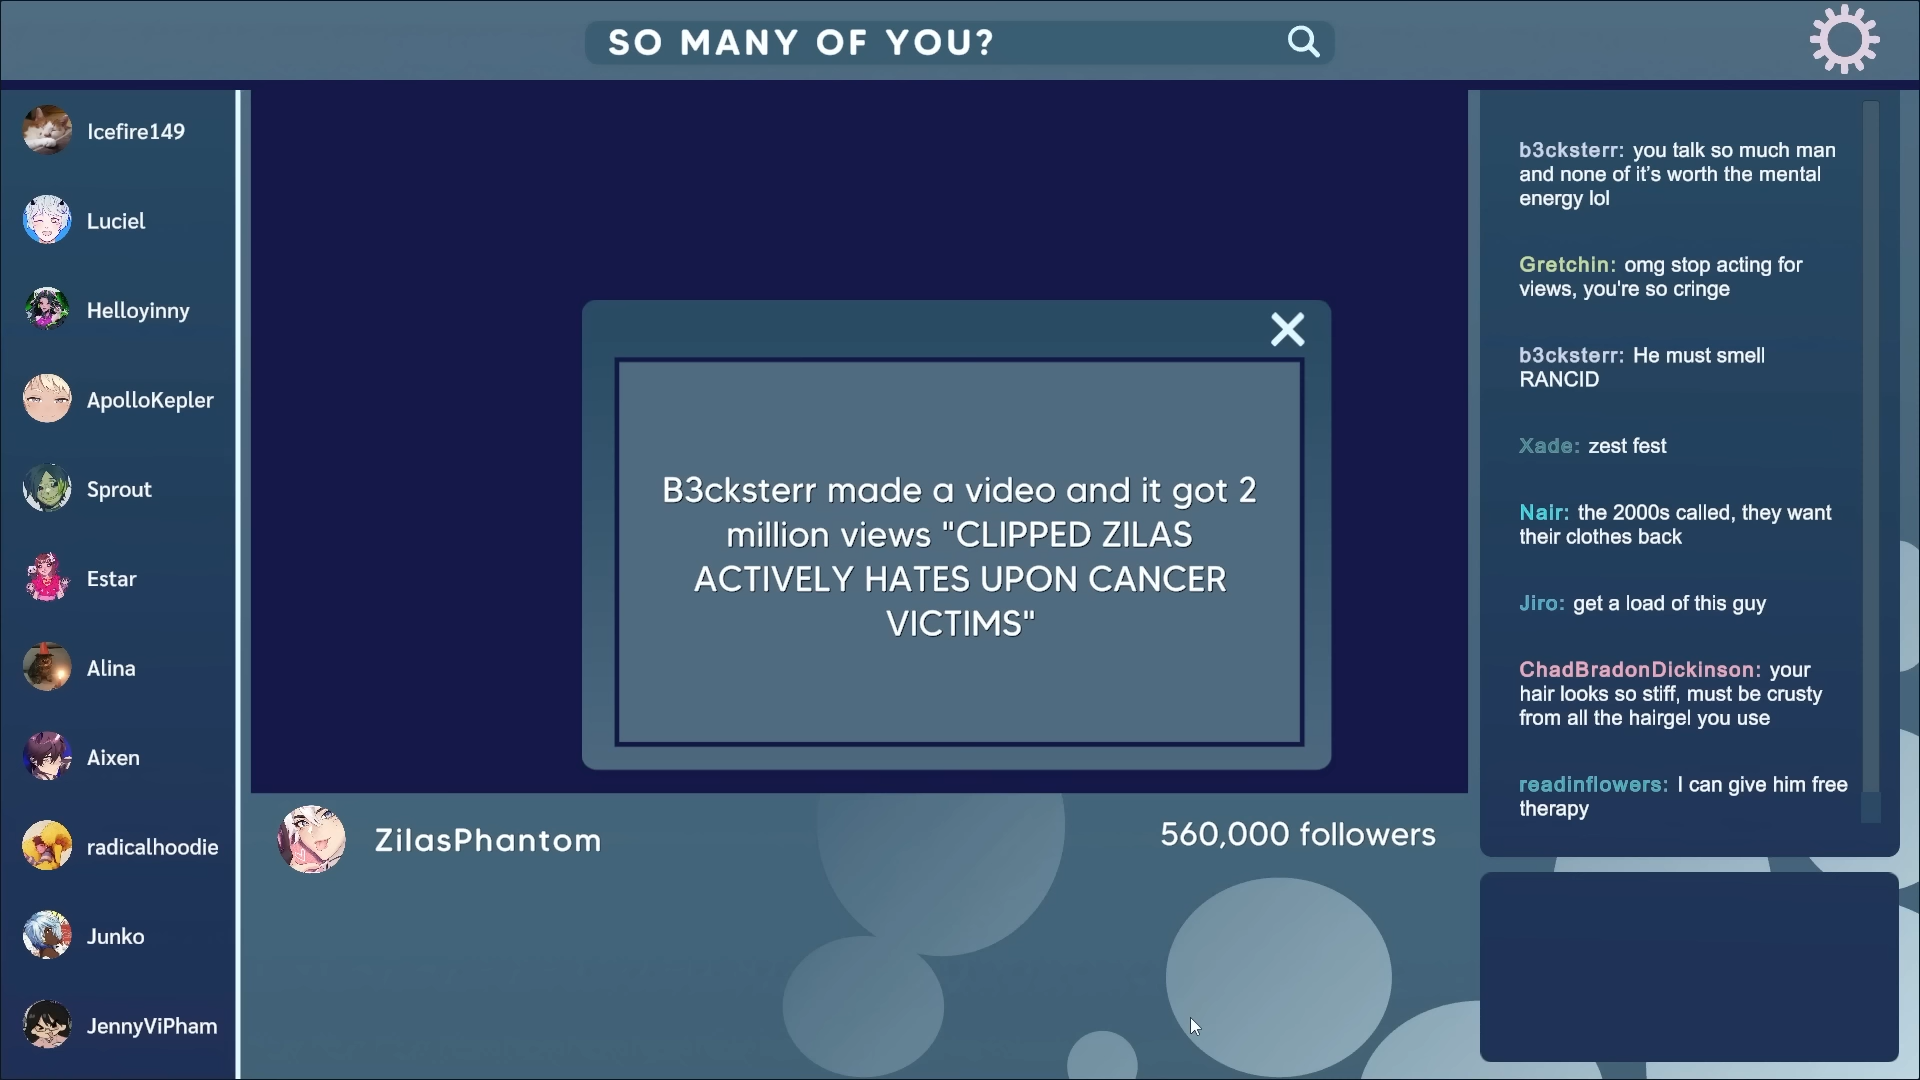 SO MANY OF YOU?
Icefire149
Luciel
Helloyinny
ApolloKepler
Sprout
Estar
Alina
Aixen
radicalhoodie
Junko
JennyViPham
B3cksterr made a video and it got 2
million views "CLIPPED ZILAS
ACTIVELY HATES UPON CANCER
VICTIMS"
ZilasPhantom
560,000 followers
b3cksterr: you talk so much man
and none of it's worth the mental
energy lol
Gretchin: omg stop acting for
views, you're so cringe
b3cksterr: He must smell
RANCID
Xade: zest fest
Nair: the 2000s called, they want
their clothes back
Jiro: get a load of this guy
ChadBradonDickinson: your
hair looks so stiff, must be crusty
from all the hairgel you use
readinflowers: I can give him free
therapy